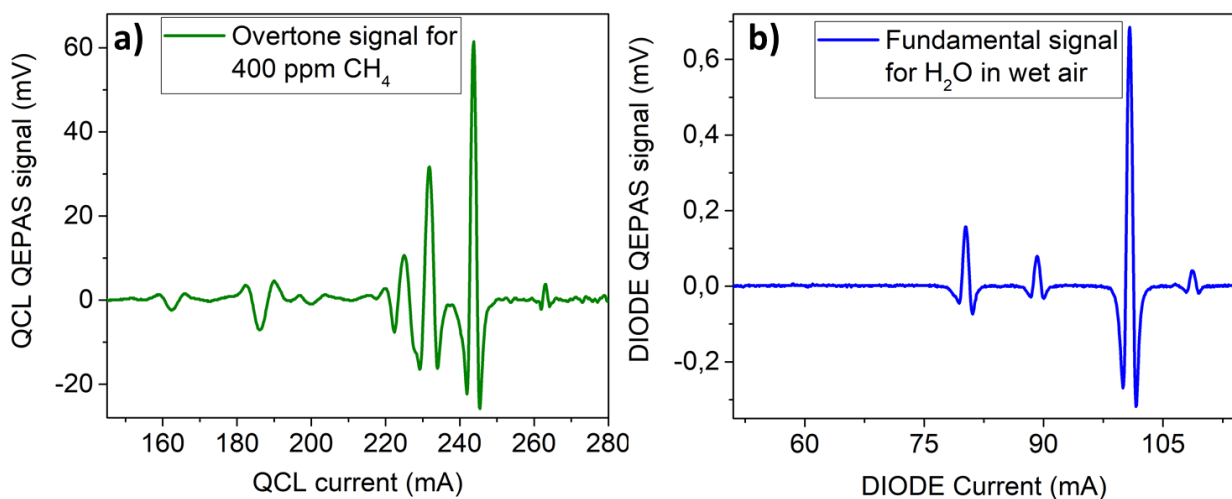 a)
Overtone signal for
400 ppm CH₄
QCL QEPAS signal (mV)
60
40
20
0
-20
160 180 200 220 240 260 280
QCL current (mA)
b)
Fundamental signal
for H₂O in wet air
DIODE QEPAS signal (mV)
0,6
0,4
0,2
0,0
-0,2
60 75 90 105
DIODE Current (mA)